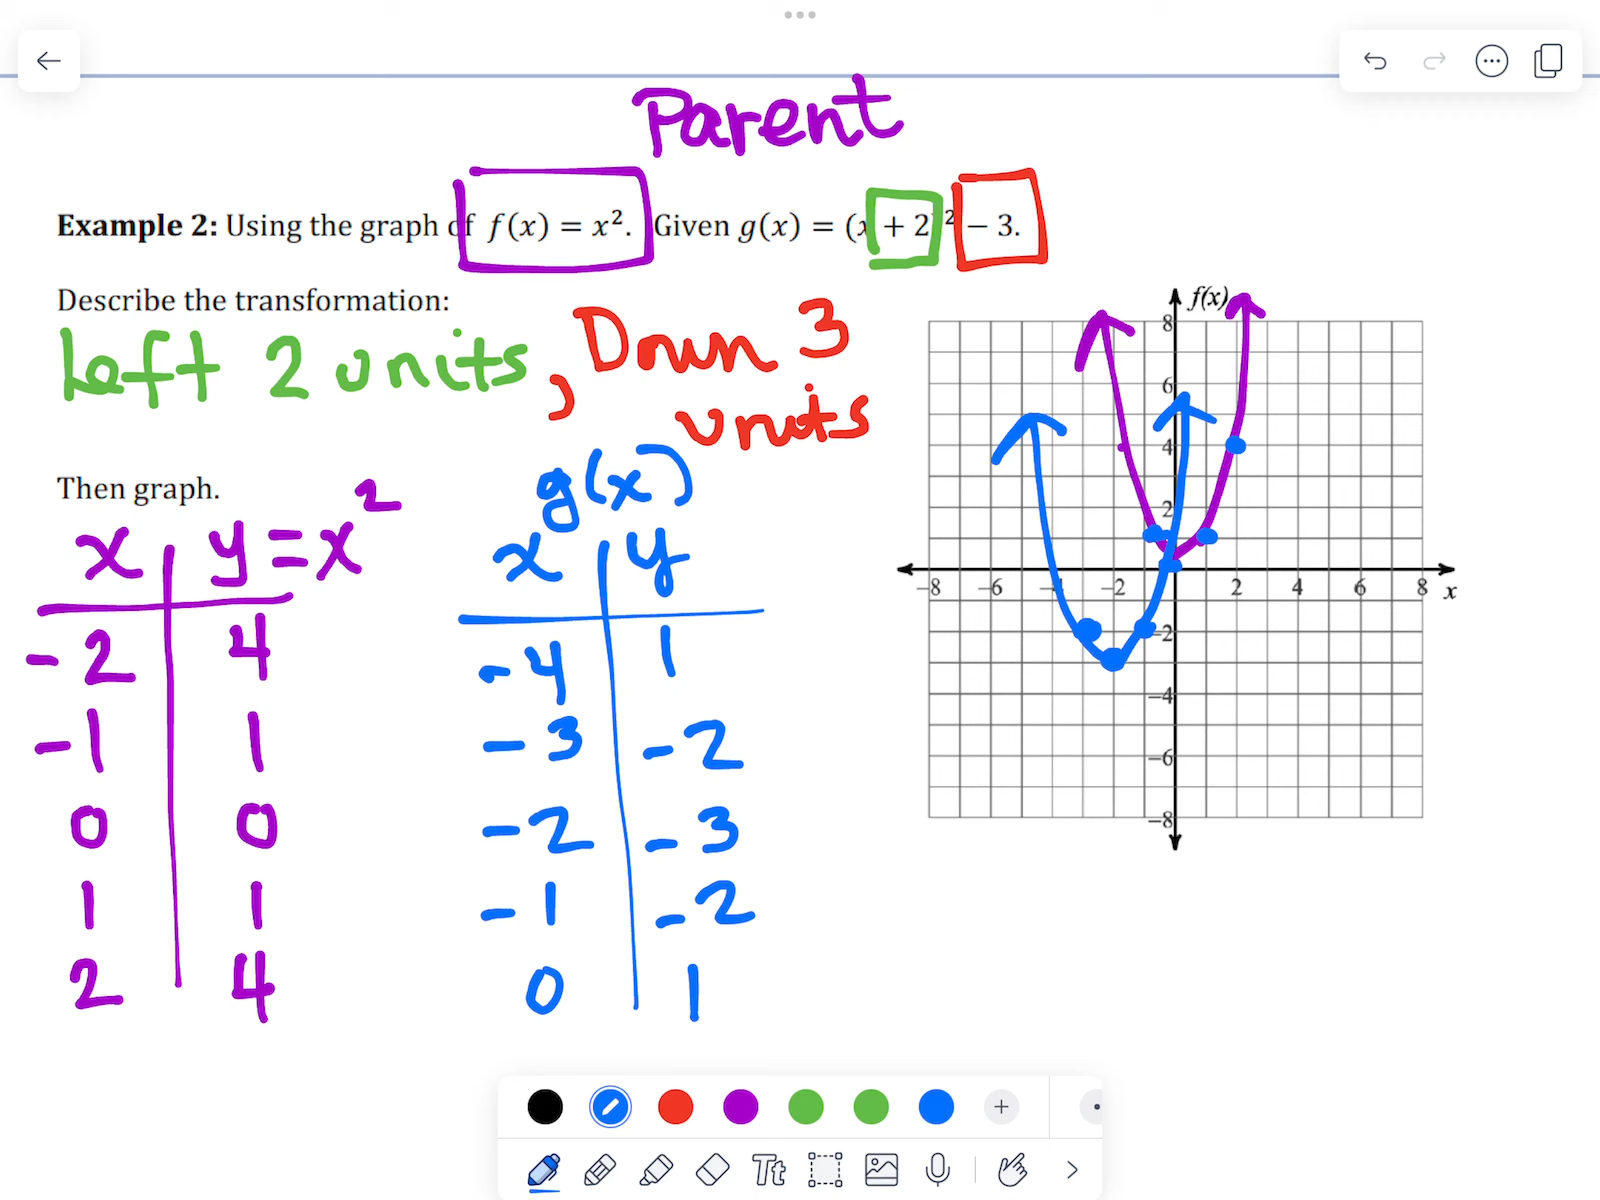 Parent
Example 2: Using the graph of f(x) = x². Given g(x) = (x + 2)² − 3.
Describe the transformation:
Left 2 units, Down 3
units
Then graph.
x | y = x²
-2 | 4
-1 | 1
0 | 0
1 | 1
2 | 4
g(x)
x | y
-4 | 1
-3 | -2
-2 | -3
-1 | -2
0 | 1
f(x)
8
6
4
2
−8 −6 −2 2 4 6 8 x
−2
−4
−6
−8
Tt